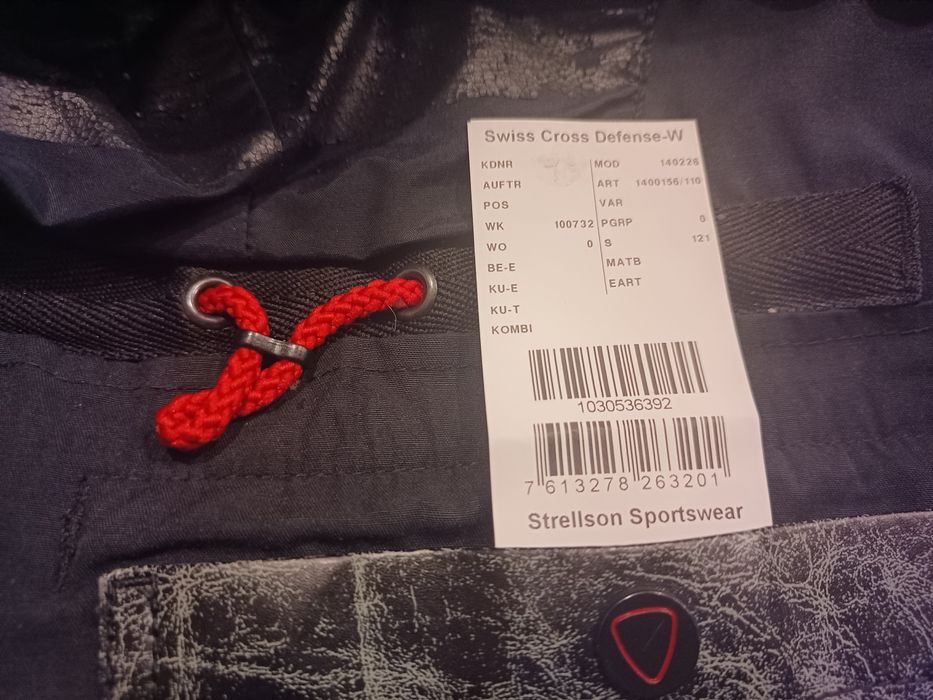 Swiss Cross Defense-W
KDNR
AUFTR
POS
WK 100732
WO 0
BE-E
KU-E
KU-T
KOMBI
MOD 140226
ART 1400156/110
VAR
PGRP 0
S 121
MATB
EART
1030536392
7 613278 263201
Strellson Sportswear